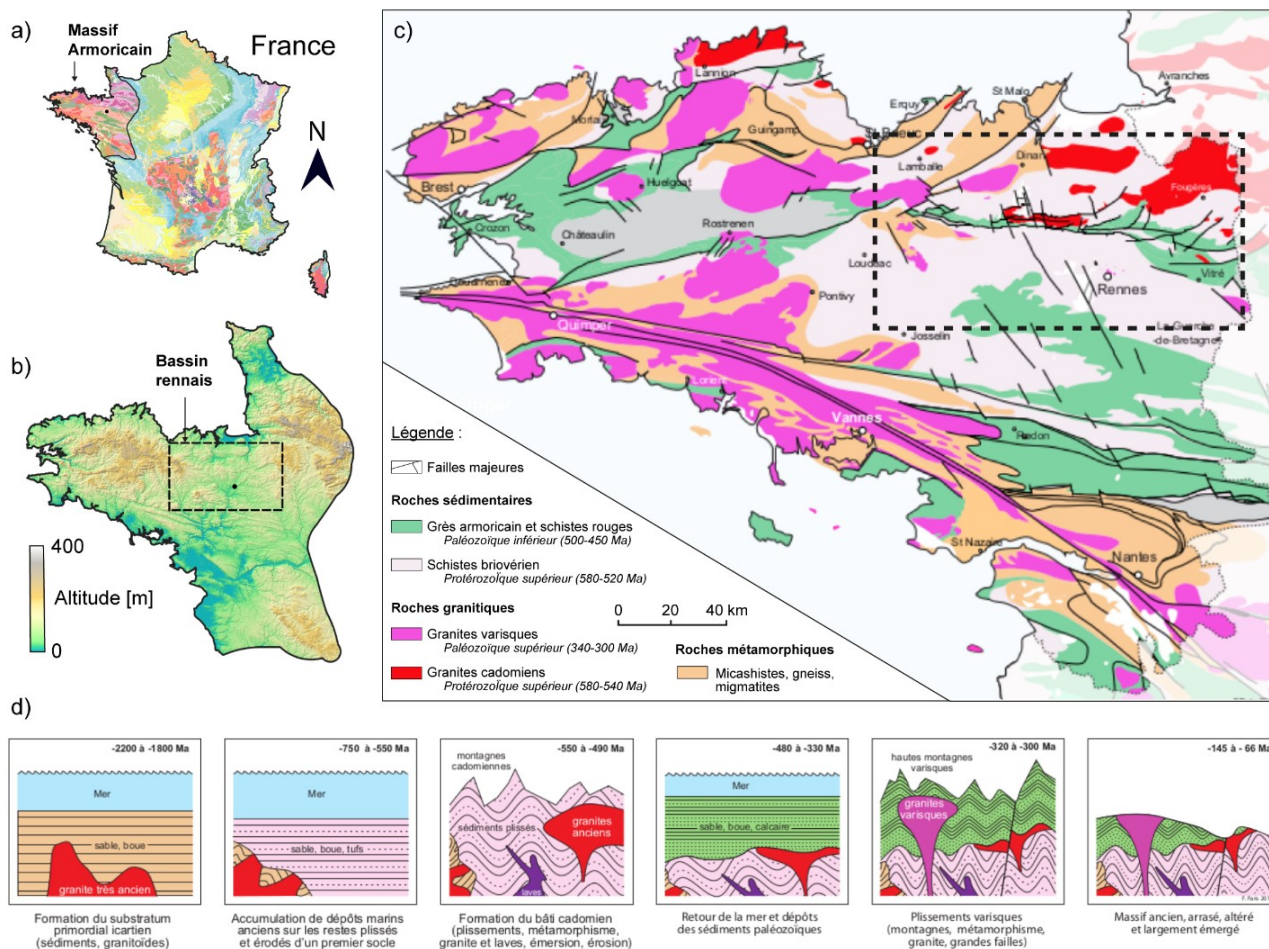 a)
Massif
Armoricain
France
N
b)
Bassin
rennais
400
Altitude [m]
0
c)
Lannion
Avranches
Erquy
St Malo
Morlai
Guingamp
Lamballe
Dinan
Fougères
Brest
Huelgoat
Rostrenen
Crozon
Châteaulin
Loudéac
Vitré
Rennes
Pontivy
Quimper
Josselin
La Guerche
-de-Bretagne
Lorient
Vannes
Redon
St Nazaire
Nantes
Légende :
Failles majeures
Roches sédimentaires
Grès armoricain et schistes rouges
Paléozoïque inférieur (500-450 Ma)
Schistes briovérien
Protérozoïque supérieur (580-520 Ma)
Roches granitiques
Granites varisques
Paléozoïque supérieur (340-300 Ma)
Granites cadomiens
Protérozoïque supérieur (580-540 Ma)
0 20 40 km
Roches métamorphiques
Micashistes, gneiss,
migmatites
d)
-2200 à -1800 Ma
Mer
sable, boue
granite très ancien
Formation du substratum
primordial icartien
(sédiments, granitoïdes)
-750 à -550 Ma
Mer
sable, boue, tufs
Accumulation de dépôts marins
anciens sur les restes plissés
et érodés d'un premier socle
-550 à -490 Ma
montagnes
cadomiennes
sédiments plissés
granites
anciens
laves
Formation du bâti cadomien
(plissements, métamorphisme,
granite et laves, émersion, érosion)
-480 à -330 Ma
Mer
sable, boue, calcaire
Retour de la mer et dépôts
des sédiments paléozoïques
-320 à -300 Ma
hautes montagnes
varisques
granites
varisques
Plissements varisques
(montagnes, métamorphisme,
granite, grandes failles)
-145 à - 66 Ma
Massif ancien, arrasé, altéré
et largement émergé